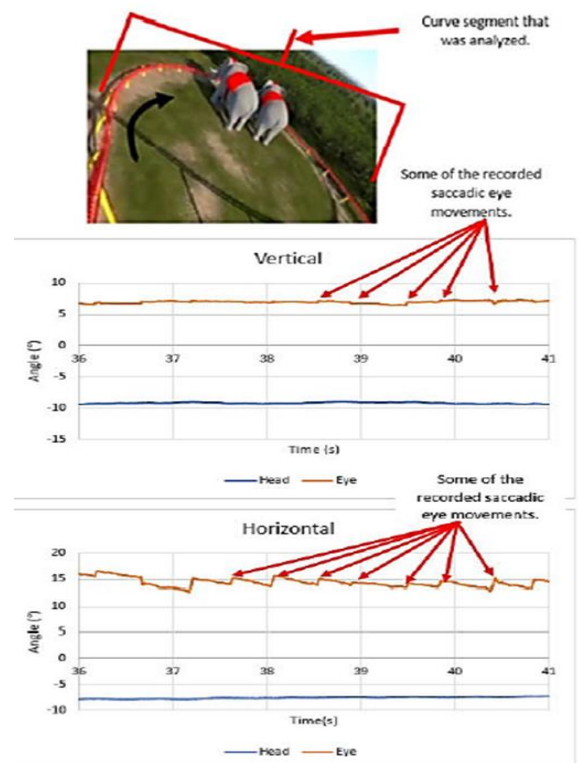 Curve segment that
was analyzed.
Some of the recorded
saccadic eye
movements.
Vertical
10
5
0
36 37 38 39 40 41
-5
-10
-15
Angle (°)
Time (s)
Head Eye
Some of the
recorded saccadic
eye movements.
Horizontal
20
15
10
5
0
36 37 38 39 40 41
-5
-10
Angle (°)
Time(s)
Head Eye